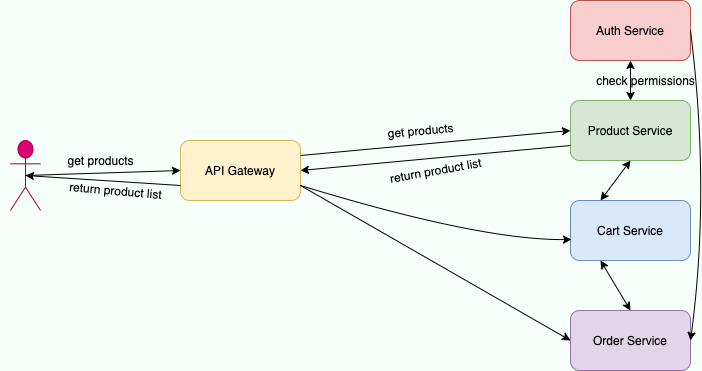 Auth Service
check permissions
get products
Product Service
get products
API Gateway
return product list
return product list
Cart Service
Order Service